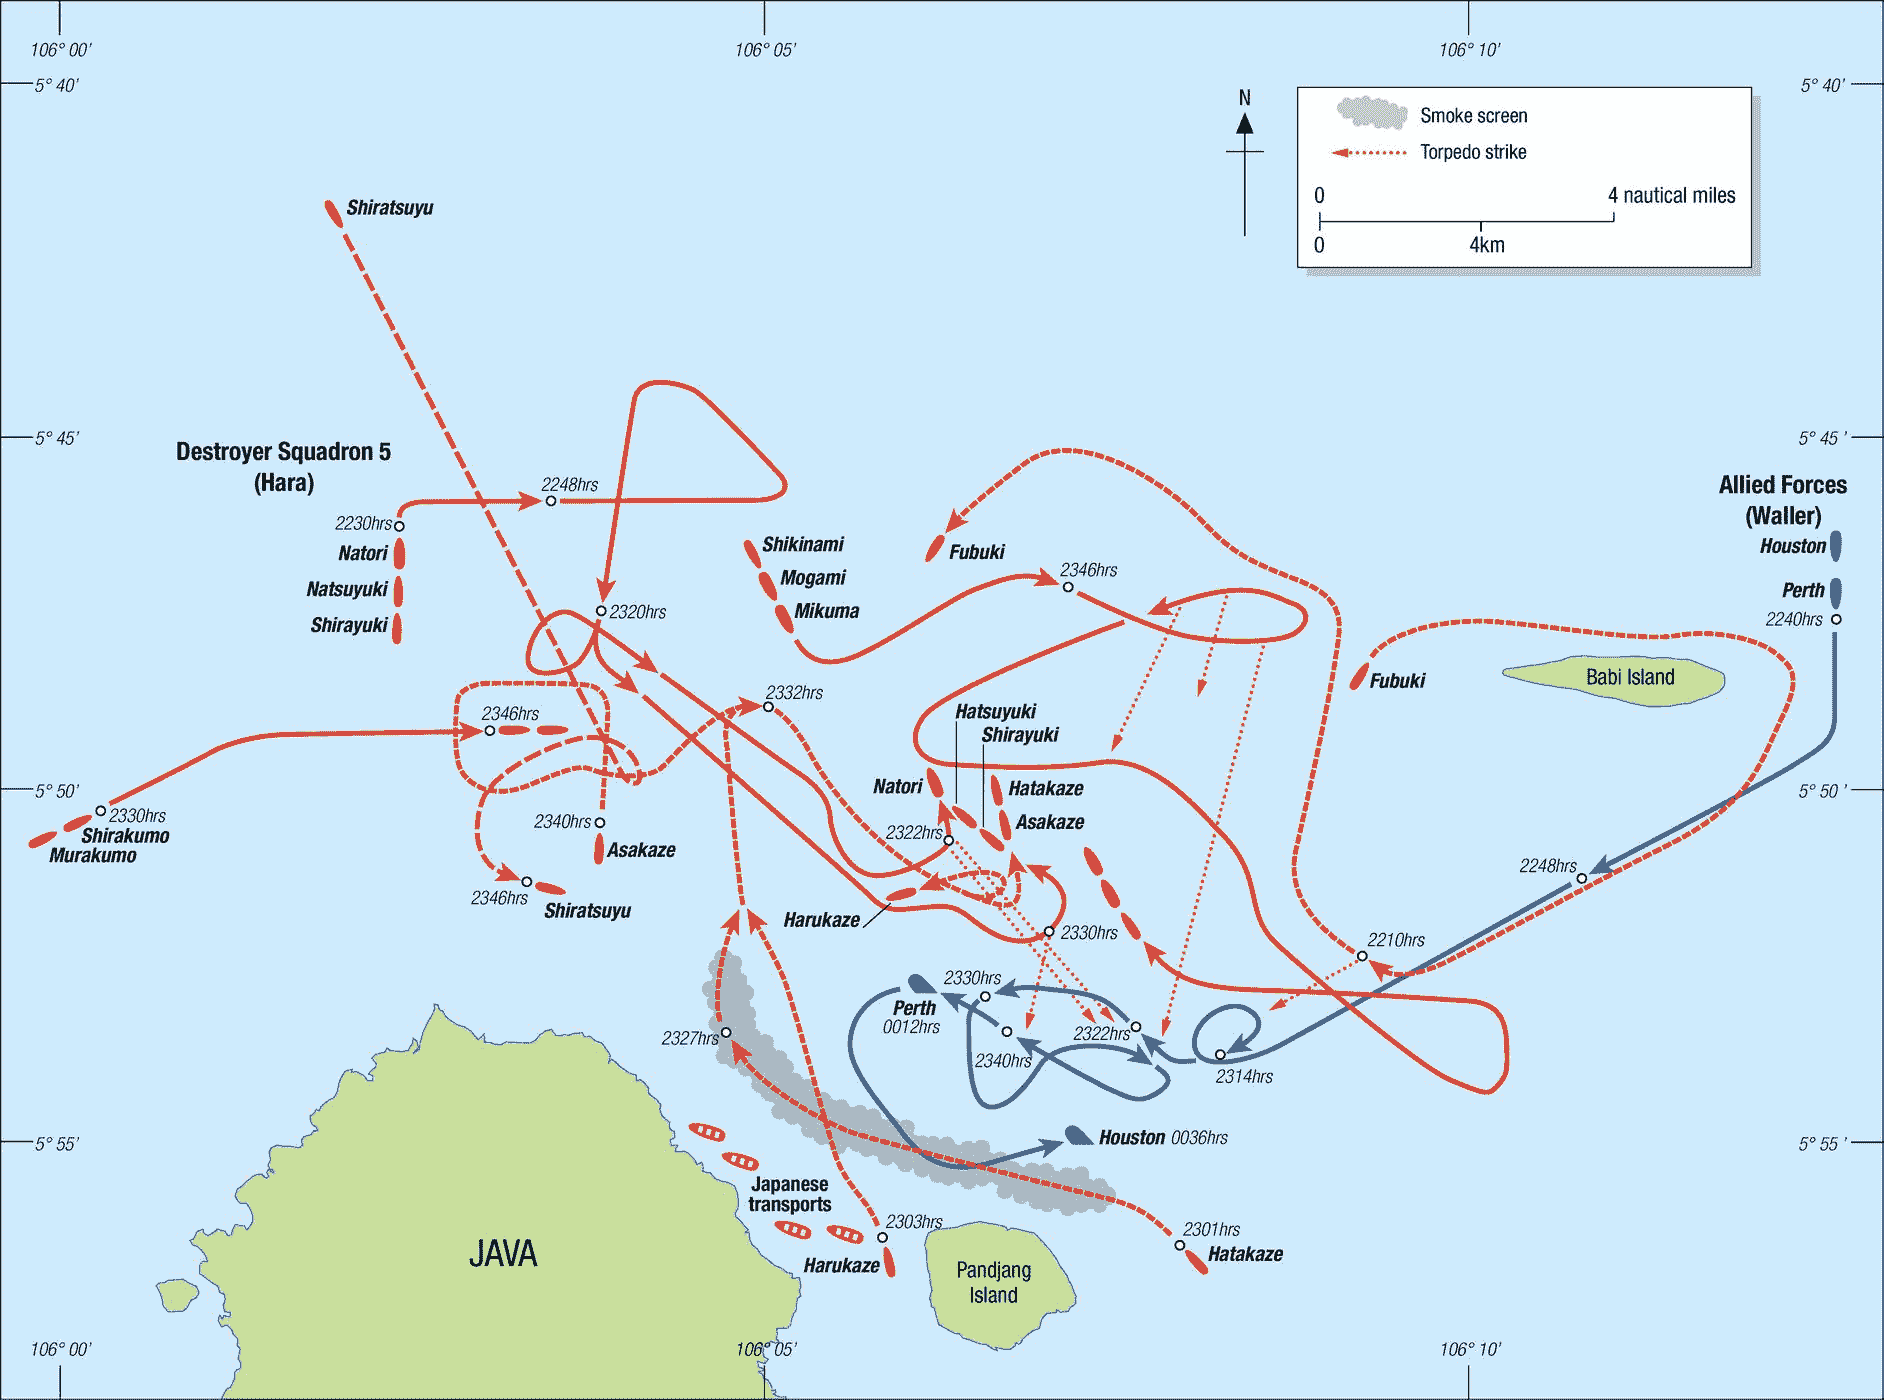 106° 00'
106° 05'
106° 10'
5° 40'
5° 40'
N
Smoke screen
Torpedo strike
0
4 nautical miles
0
4km
Shiratsuyu
5° 45'
5° 45'
Destroyer Squadron 5
(Hara)
2248hrs
2230hrs
Natori
Natsuyuki
Shirayuki
2320hrs
Shikinami
Mogami
Mikuma
Fubuki
2346hrs
Allied Forces
(Waller)
Houston
Perth
2240hrs
Babi Island
Fubuki
2332hrs
2346hrs
Hatsuyuki
Shirayuki
Natori
Hatakaze
Asakaze
2322hrs
5° 50'
5° 50'
2330hrs
Shirakumo
Murakumo
2340hrs
Asakaze
2346hrs
Shiratsuyu
2248hrs
Harukaze
2330hrs
2210hrs
2330hrs
Perth
0012hrs
2322hrs
2340hrs
2314hrs
2327hrs
5° 55'
5° 55'
Houston 0036hrs
Japanese
transports
2303hrs
Harukaze
2301hrs
Hatakaze
JAVA
Pandjang
Island
106° 00'
106° 05'
106° 10'